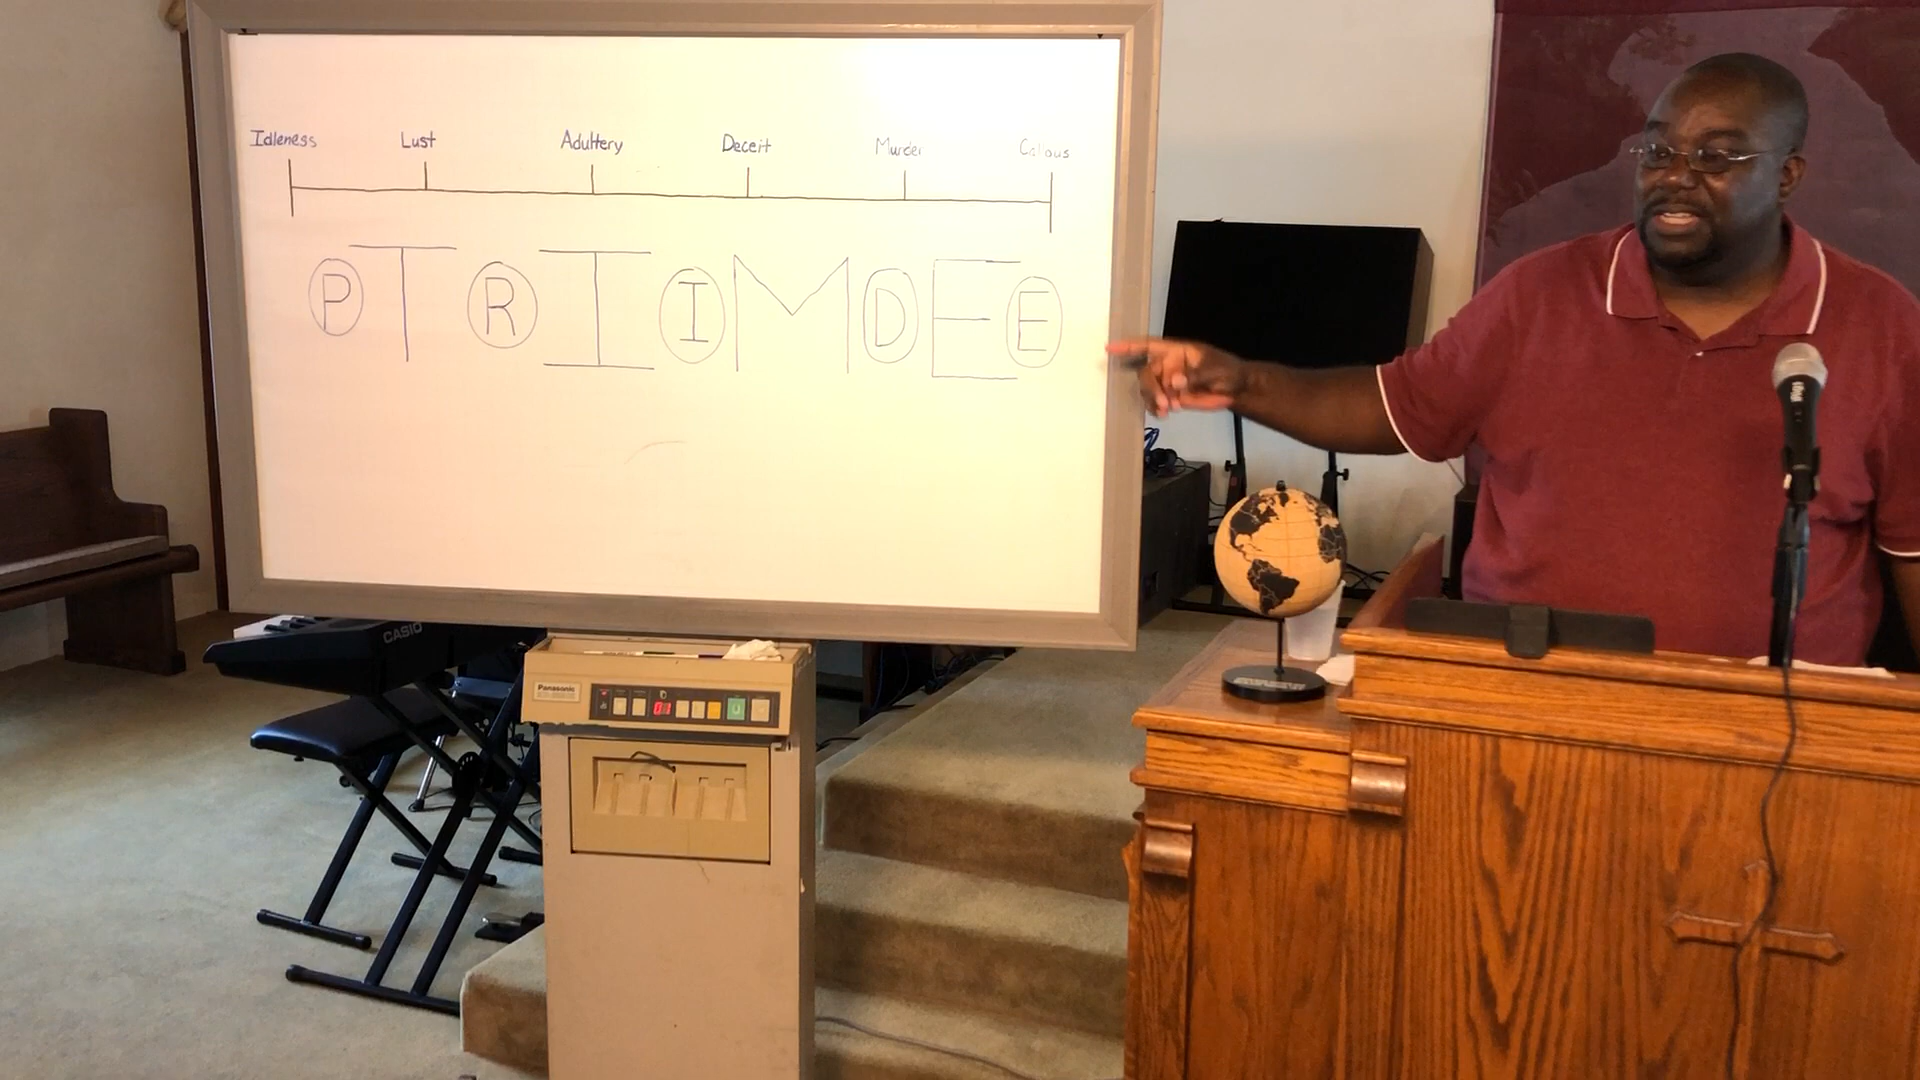 Idleness Lust Adultery Deceit Murder Callous
P T R I I M D E E
CASIO
Panasonic